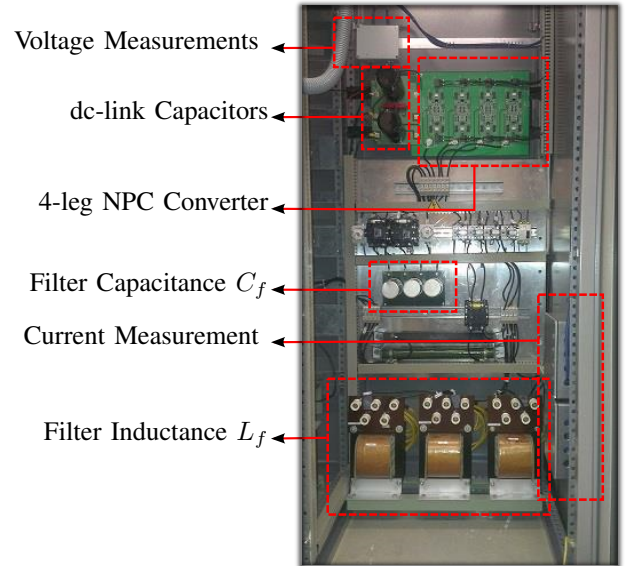 Voltage Measurements
dc-link Capacitors
4-leg NPC Converter
Filter Capacitance $C_f$
Current Measurement
Filter Inductance $L_f$